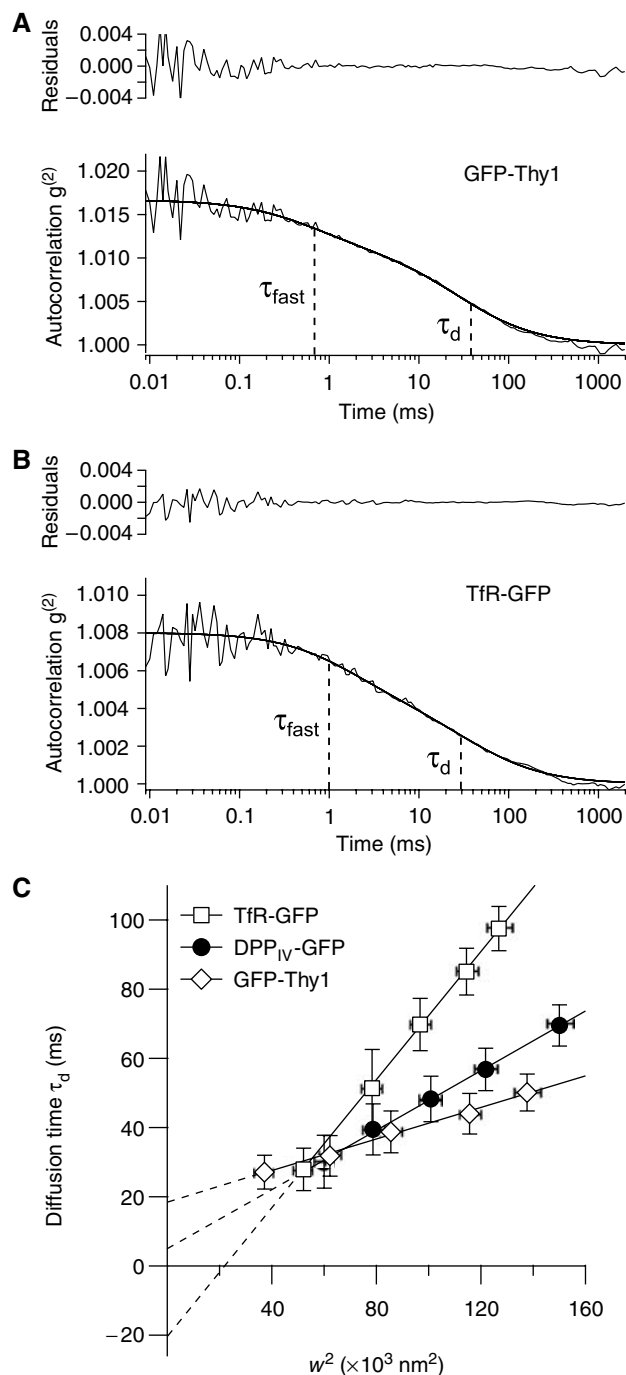 A
Residuals
0.004
0.000
−0.004
Autocorrelation g(2)
1.020
1.015
1.010
1.005
1.000
GFP-Thy1
τfast
τd
0.01 0.1 1 10 100 1000
Time (ms)
B
Residuals
0.004
0.000
−0.004
Autocorrelation g(2)
1.010
1.008
1.006
1.004
1.002
1.000
TfR-GFP
τfast
τd
0.01 0.1 1 10 100 1000
Time (ms)
C
Diffusion time τd (ms)
100
80
60
40
20
0
−20
TfR-GFP
DPPIV-GFP
GFP-Thy1
40 80 120 160
w2 (×103 nm2)